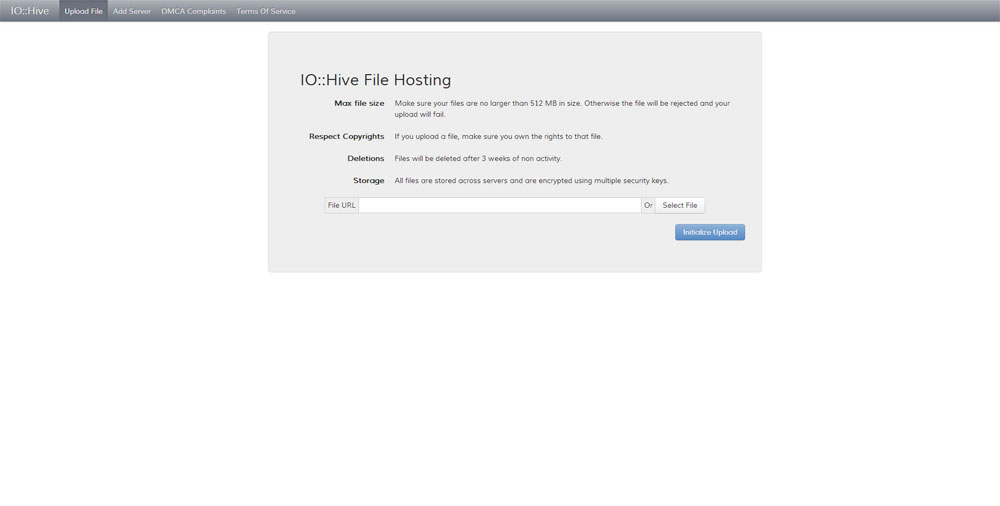 IO::Hive Upload File Add Server DMCA Complaints Terms Of Service
IO::Hive File Hosting
Max file size Make sure your files are no larger than 512 MB in size. Otherwise the file will be rejected and your
upload will fail.
Respect Copyrights If you upload a file, make sure you own the rights to that file.
Deletions Files will be deleted after 3 weeks of non activity.
Storage All files are stored across servers and are encrypted using multiple security keys.
File URL Or Select File
Initialize Upload